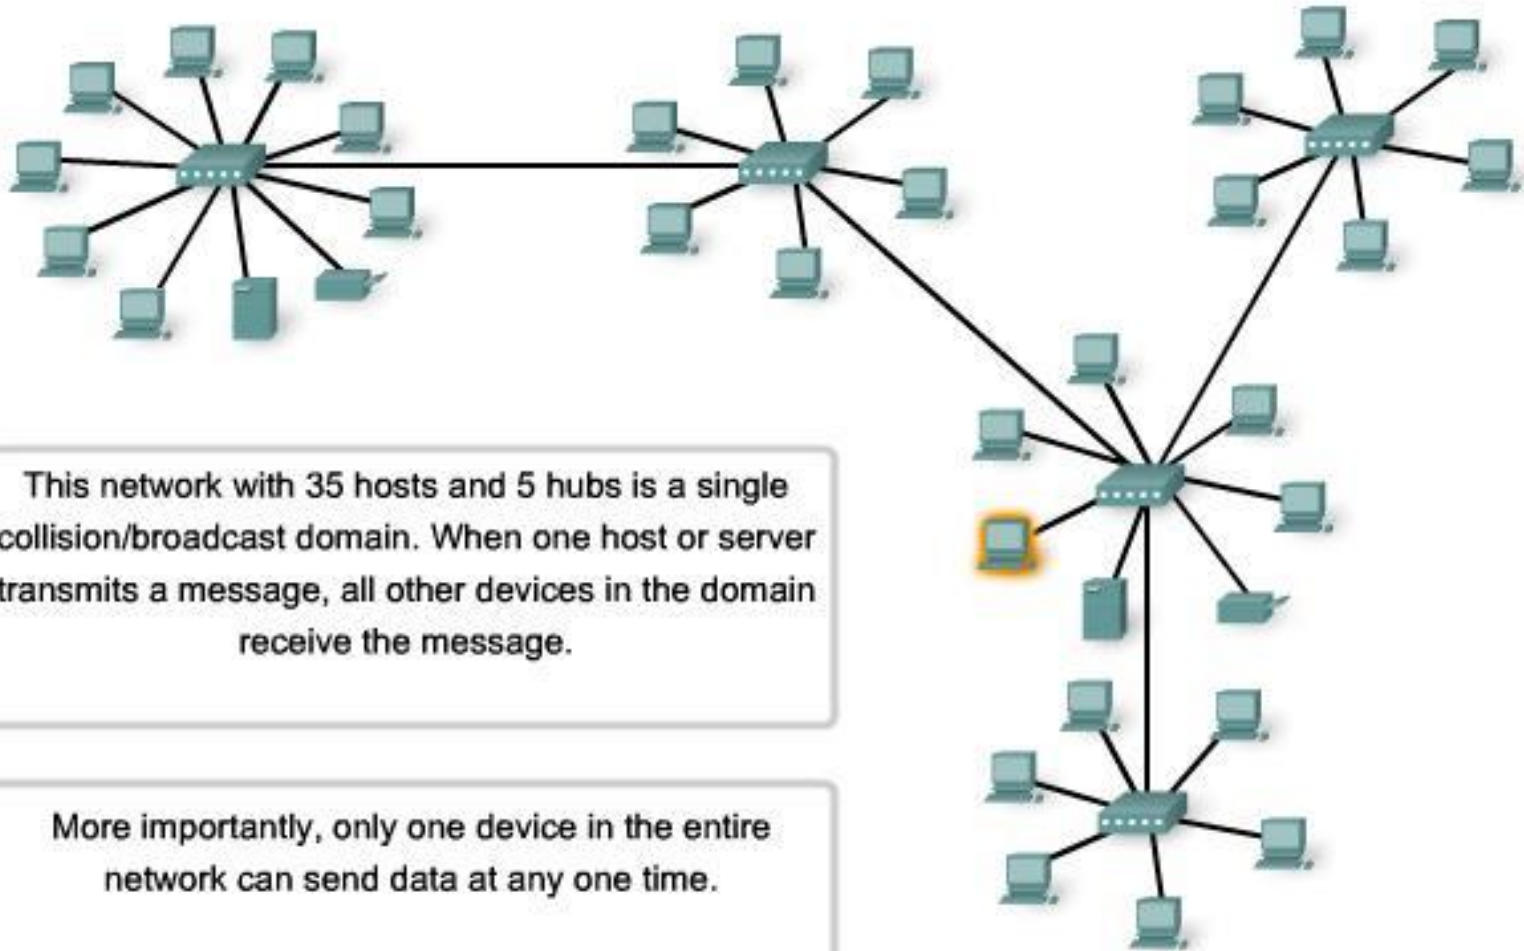 This network with 35 hosts and 5 hubs is a single
collision/broadcast domain. When one host or server
transmits a message, all other devices in the domain
receive the message.
More importantly, only one device in the entire
network can send data at any one time.